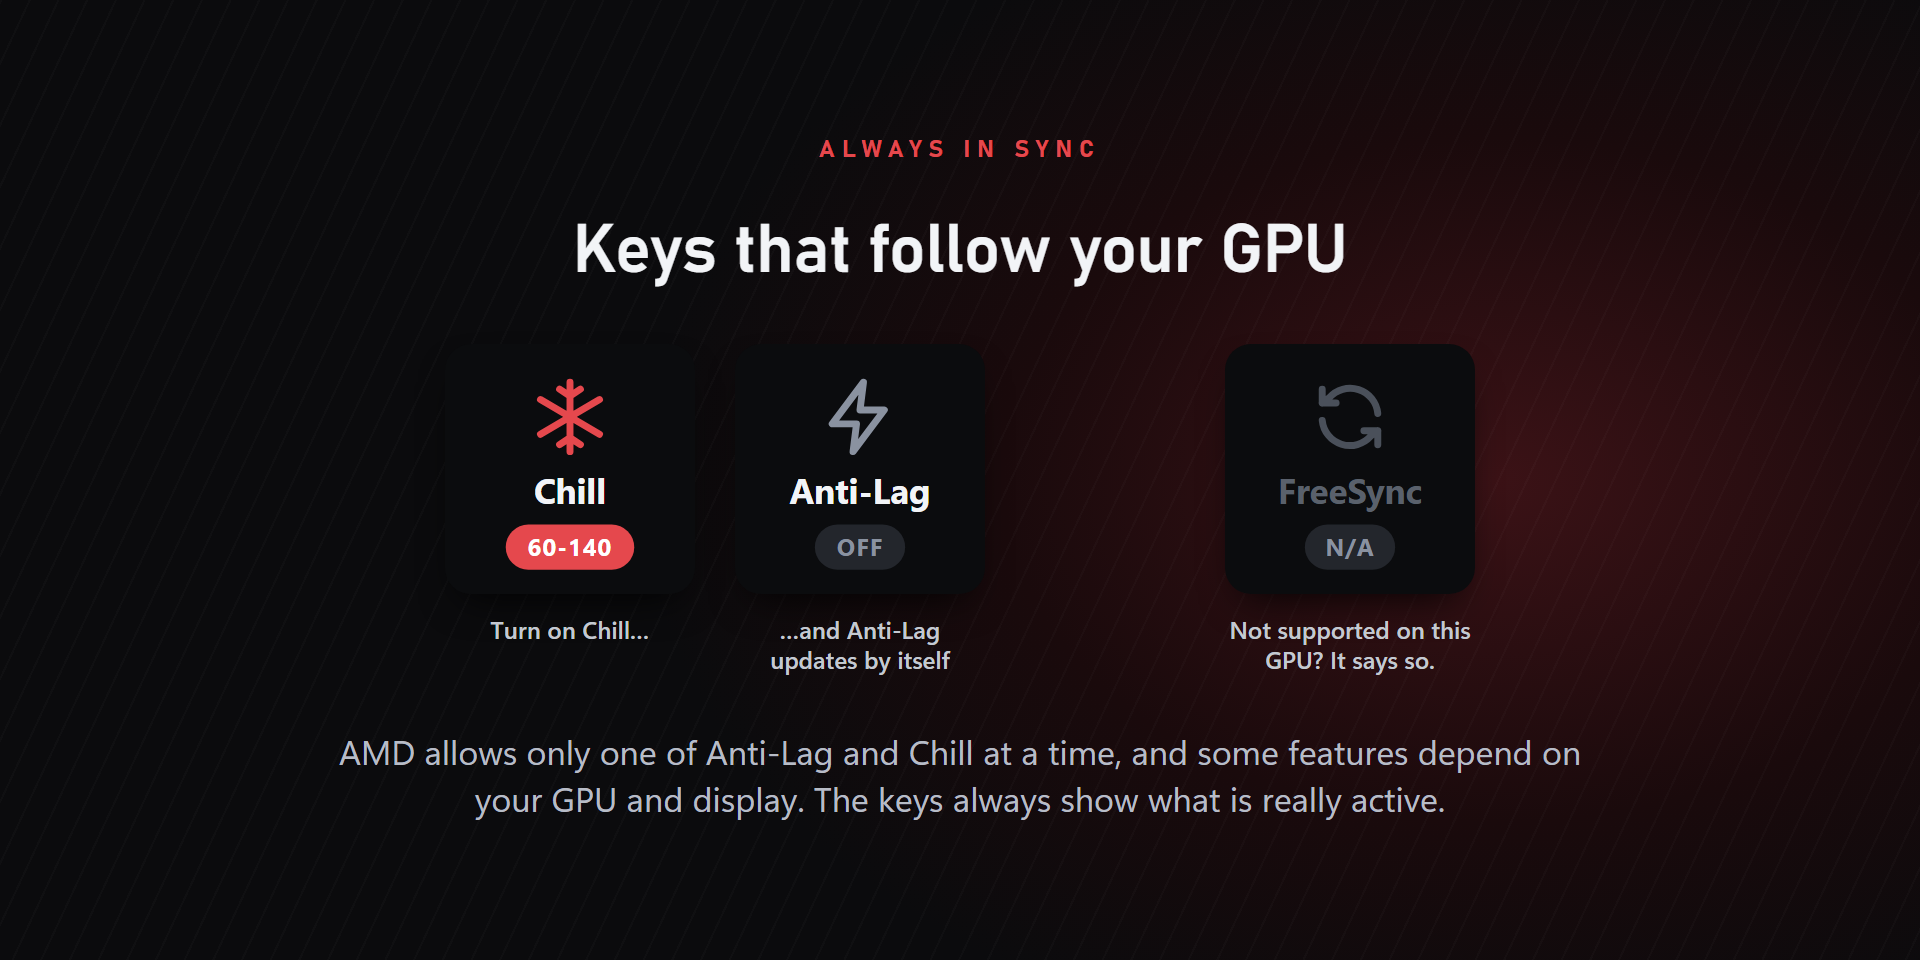 ALWAYS IN SYNC
Keys that follow your GPU
Chill
60-140
Turn on Chill...
Anti-Lag
OFF
...and Anti-Lag
updates by itself
FreeSync
N/A
Not supported on this
GPU? It says so.
AMD allows only one of Anti-Lag and Chill at a time, and some features depend on
your GPU and display. The keys always show what is really active.